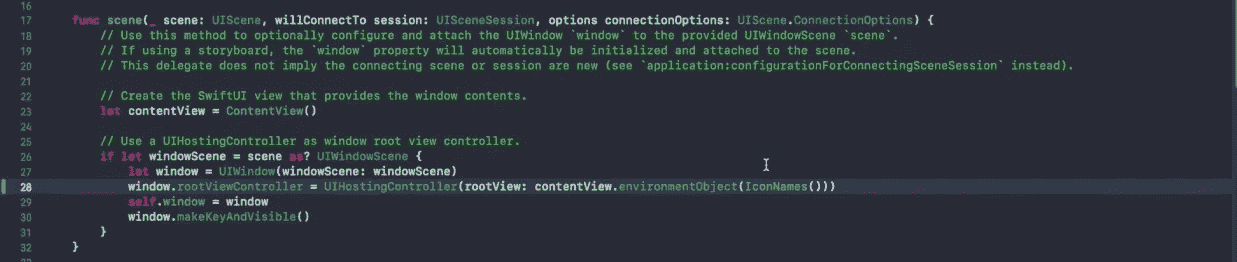 16
17 func scene(_ scene: UIScene, willConnectTo session: UISceneSession, options connectionOptions: UIScene.ConnectionOptions) {
18 // Use this method to optionally configure and attach the UIWindow `window` to the provided UIWindowScene `scene`.
19 // If using a storyboard, the `window` property will automatically be initialized and attached to the scene.
20 // This delegate does not imply the connecting scene or session are new (see `application:configurationForConnectingSceneSession` instead).
21
22 // Create the SwiftUI view that provides the window contents.
23 let contentView = ContentView()
24
25 // Use a UIHostingController as window root view controller.
26 if let windowScene = scene as? UIWindowScene {
27 let window = UIWindow(windowScene: windowScene)
28 window.rootViewController = UIHostingController(rootView: contentView.environmentObject(IconNames()))
29 self.window = window
30 window.makeKeyAndVisible()
31 }
32 }